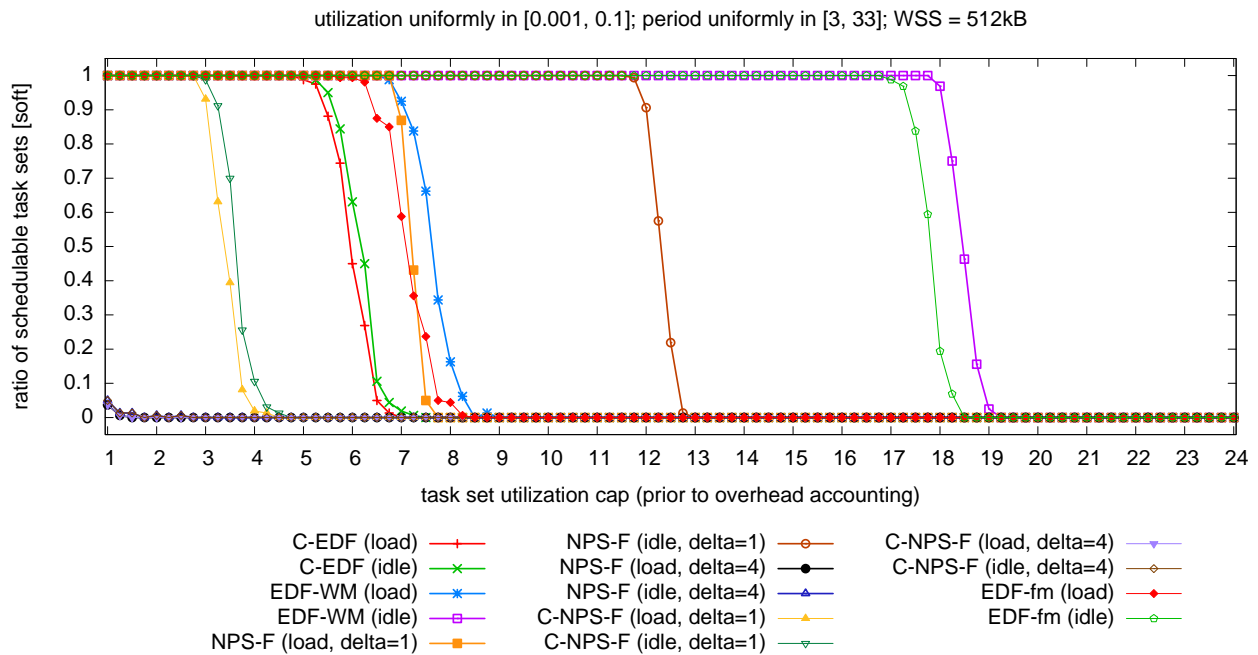 utilization uniformly in [0.001, 0.1]; period uniformly in [3, 33]; WSS = 512kB
ratio of schedulable task sets [soft]
1
0.9
0.8
0.7
0.6
0.5
0.4
0.3
0.2
0.1
0
1 2 3 4 5 6 7 8 9 10 11 12 13 14 15 16 17 18 19 20 21 22 23 24
task set utilization cap (prior to overhead accounting)
C-EDF (load)
C-EDF (idle)
EDF-WM (load)
EDF-WM (idle)
NPS-F (load, delta=1)
NPS-F (idle, delta=1)
NPS-F (load, delta=4)
NPS-F (idle, delta=4)
C-NPS-F (load, delta=1)
C-NPS-F (idle, delta=1)
C-NPS-F (load, delta=4)
C-NPS-F (idle, delta=4)
EDF-fm (load)
EDF-fm (idle)